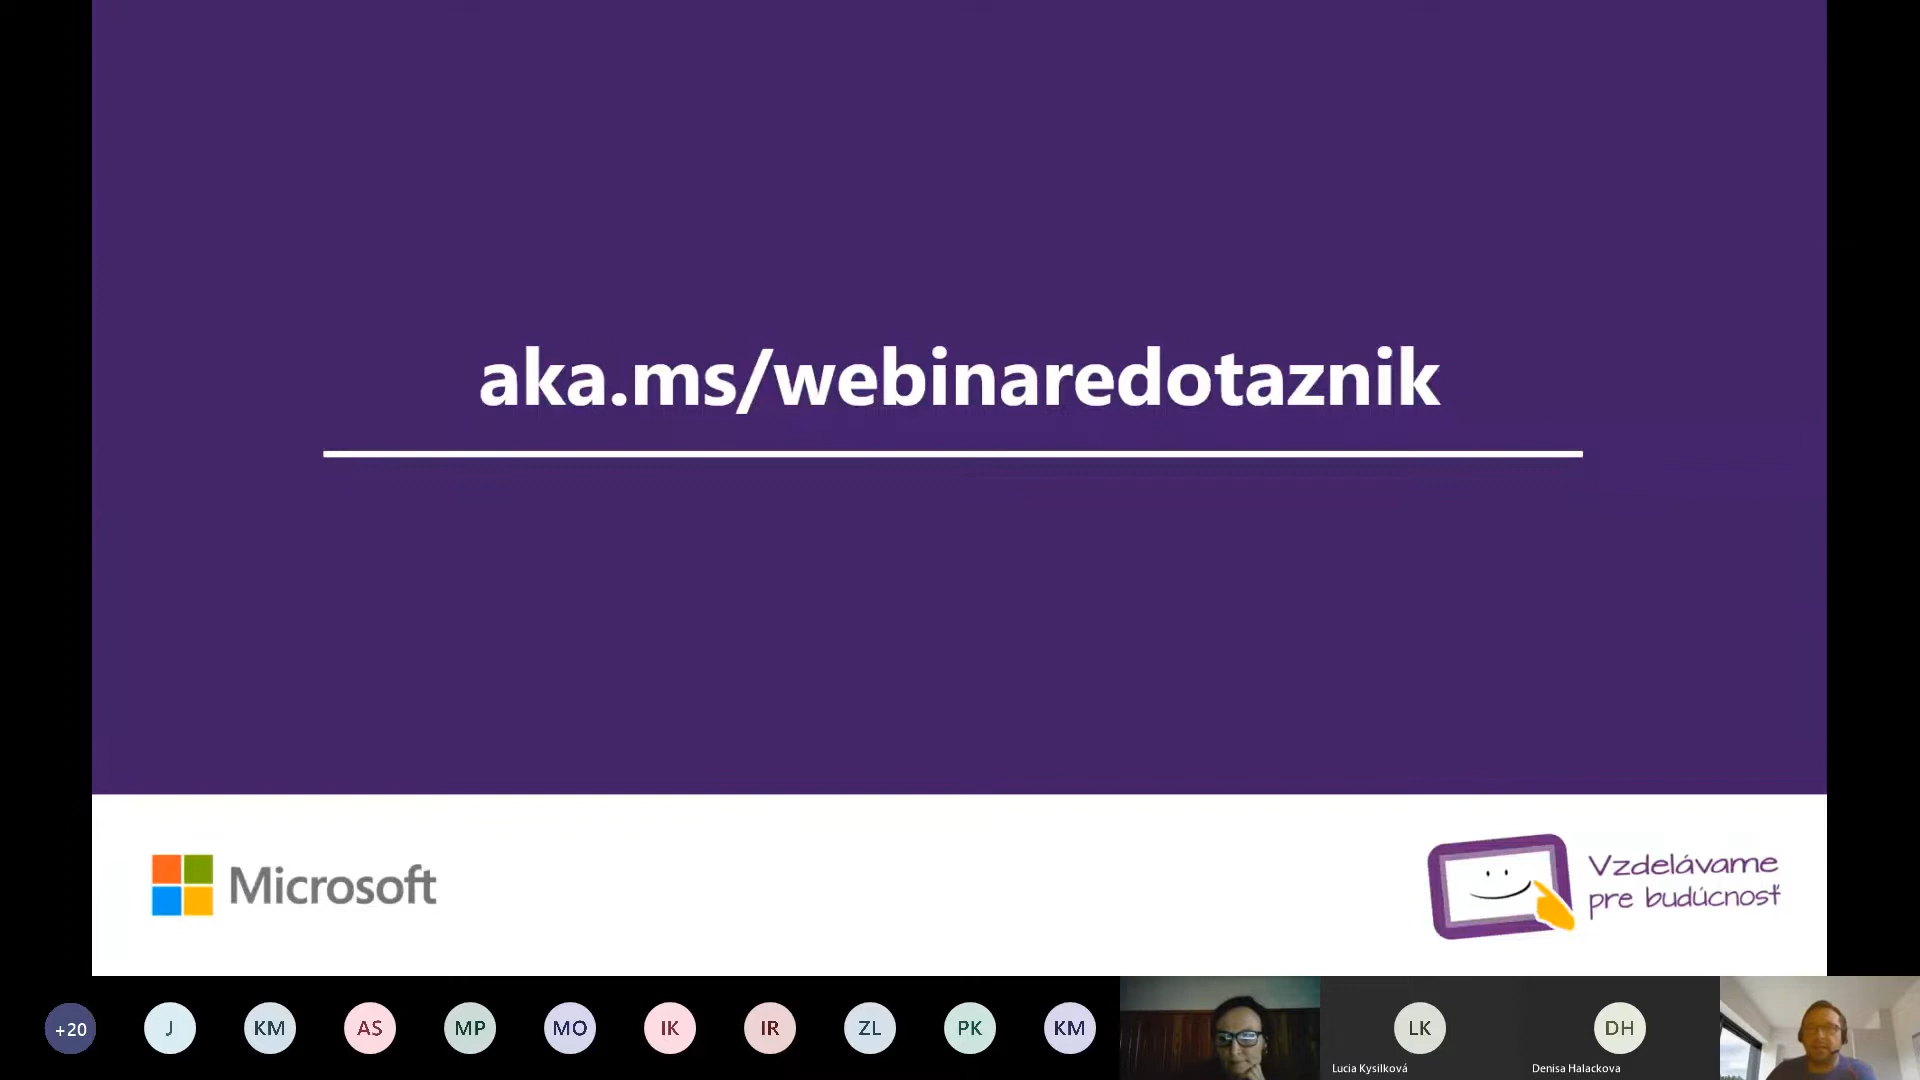 aka.ms/webinaredotaznik
Microsoft
Vzdelávame
pre budúcnosť
+20
J
KM
AS
MP
MO
IK
IR
ZL
PK
KM
LK
Lucia Kysilková
DH
Denisa Halackova